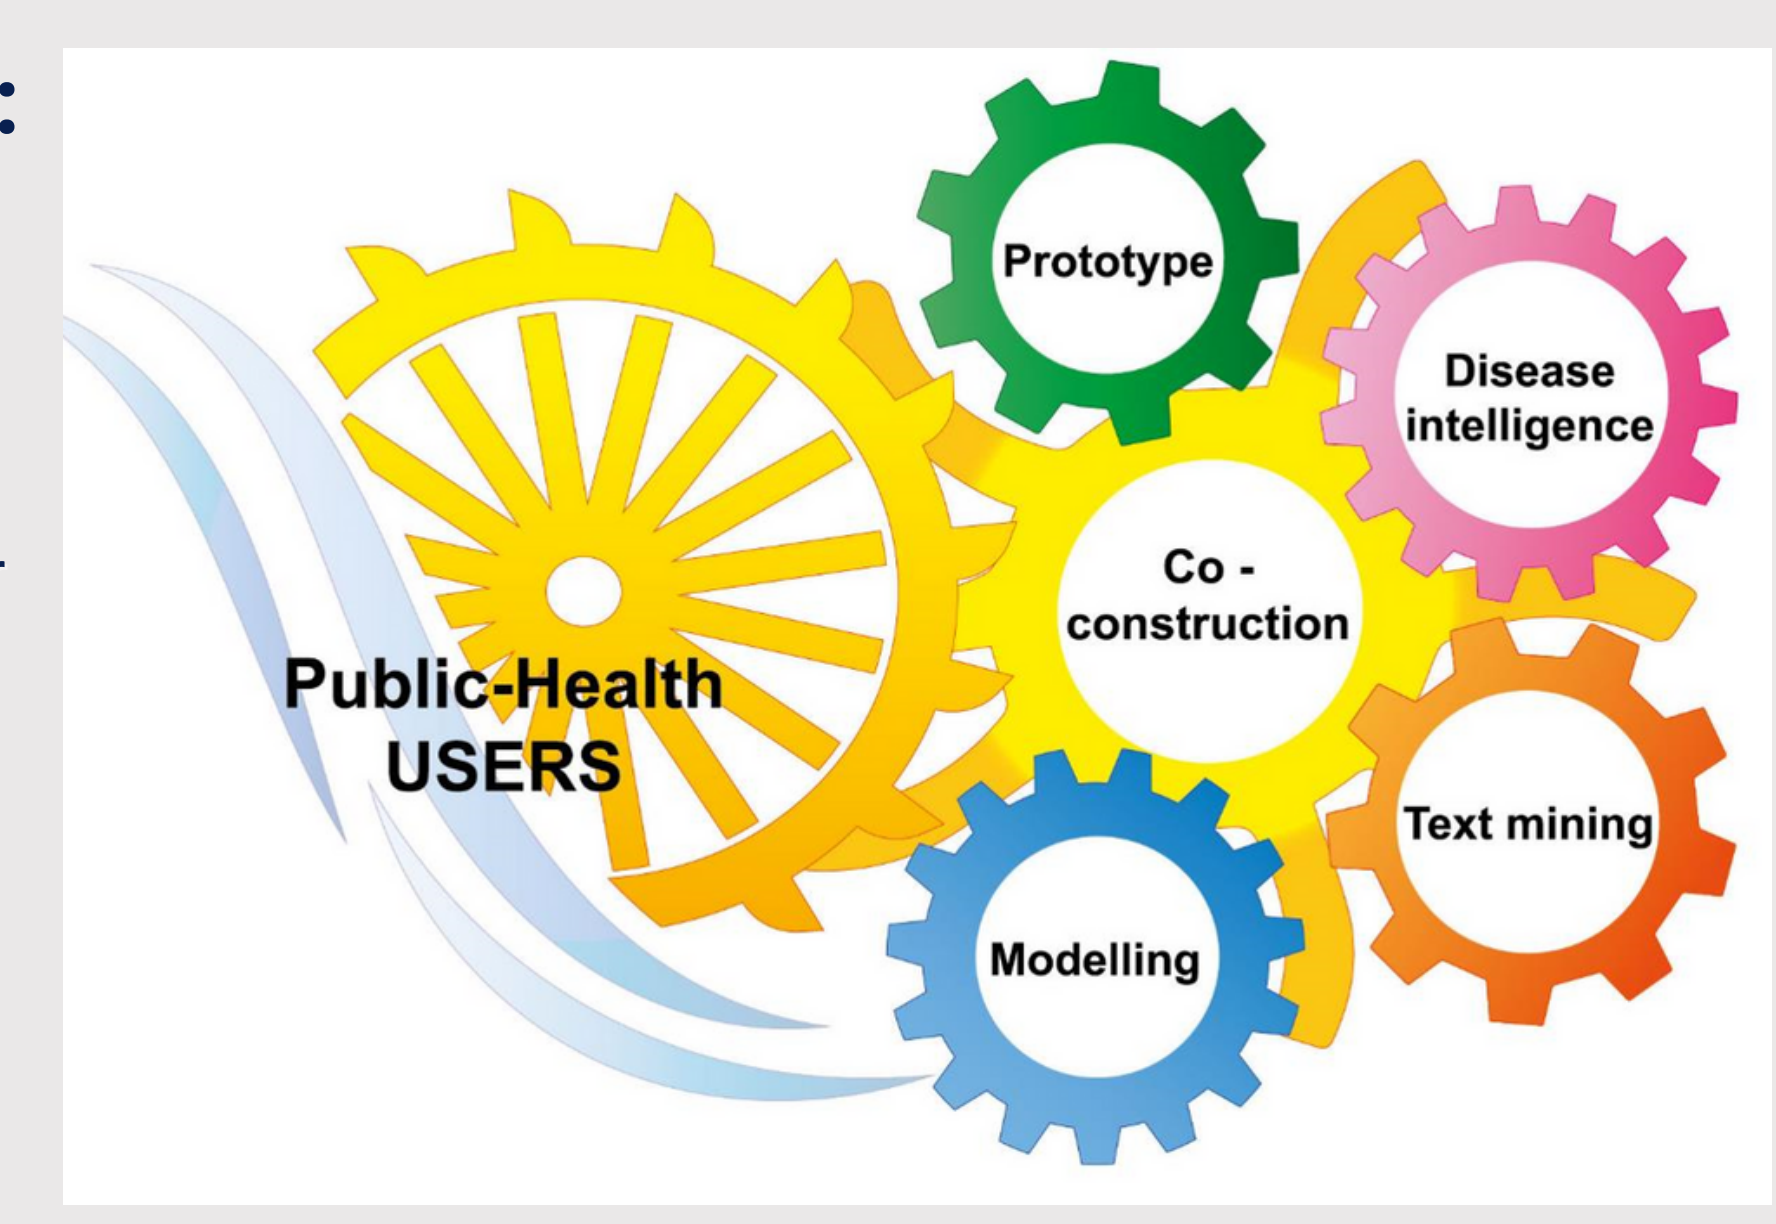 Prototype
Disease
intelligence
Co -
construction
Public-Health
USERS
Text mining
Modelling